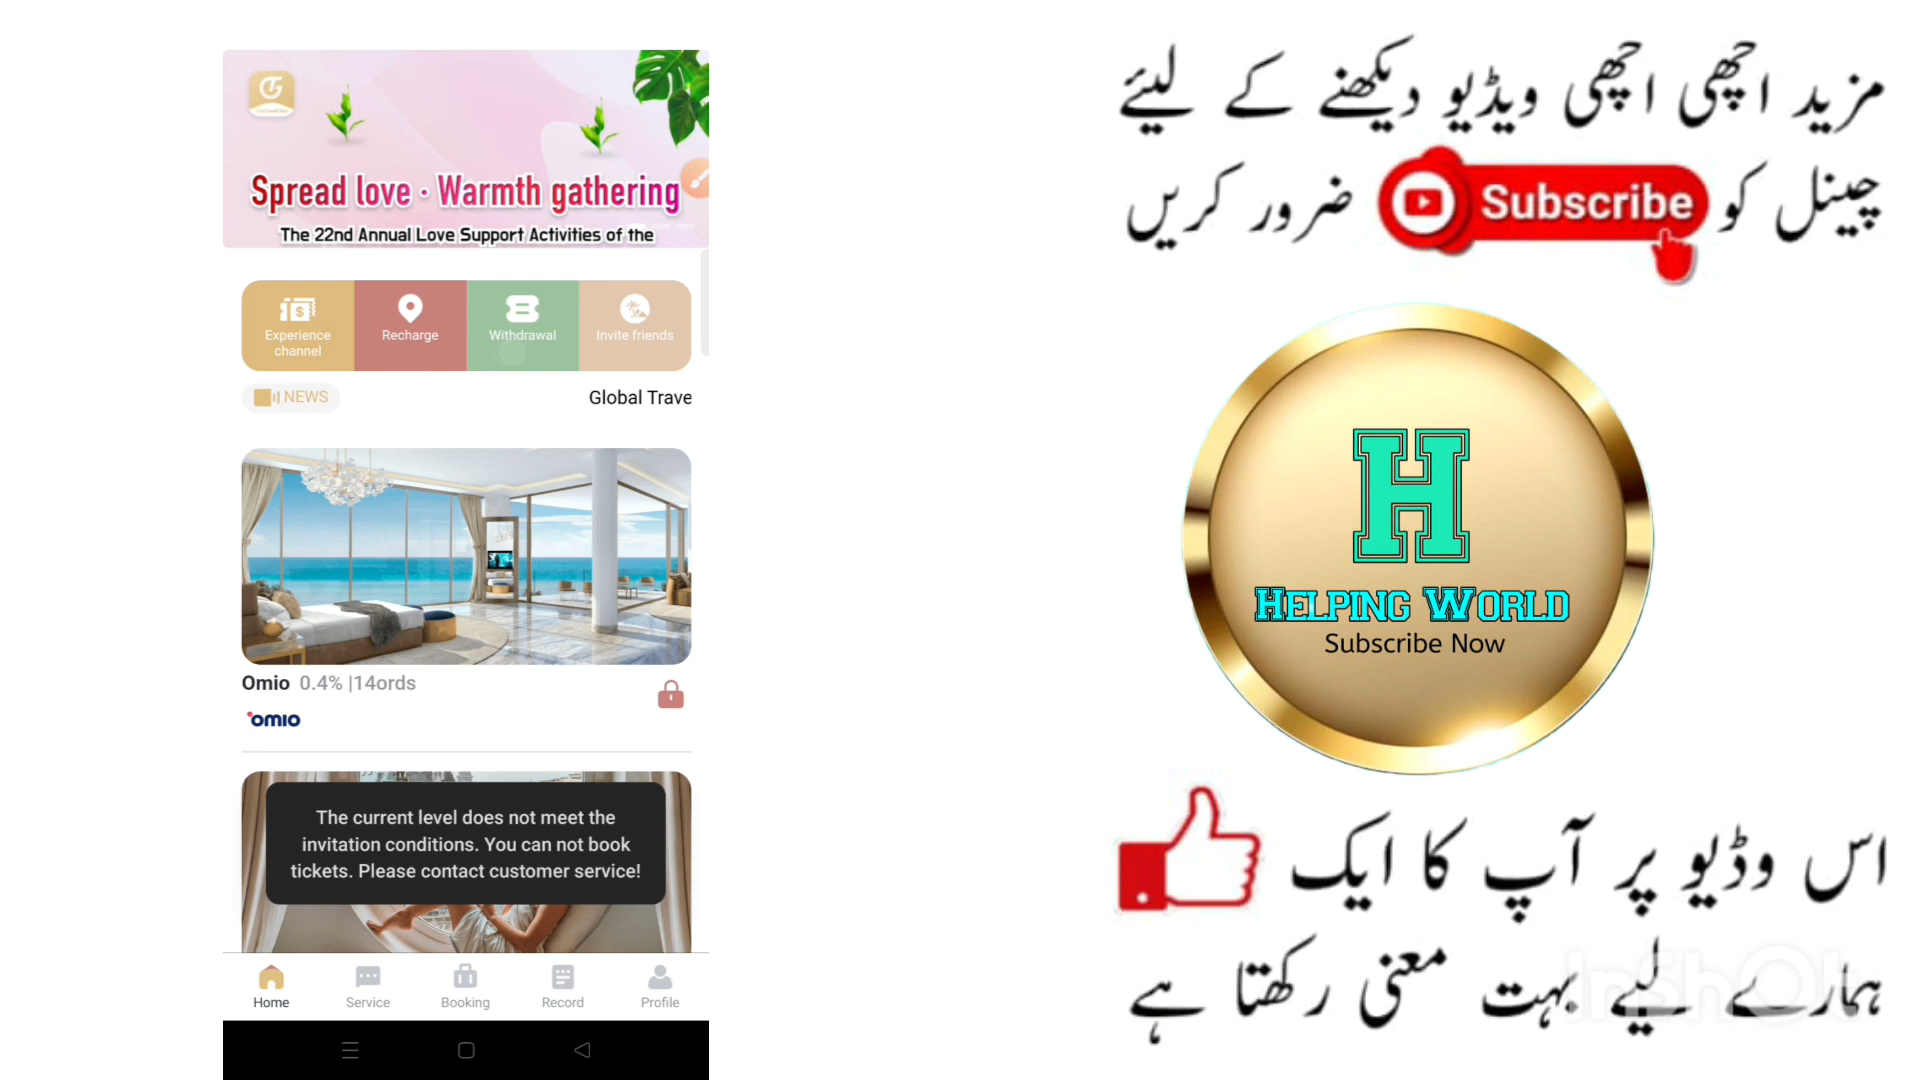 Spread love · Warmth gathering
The 22nd Annual Love Support Activities of the
Experience channel
Recharge
Withdrawal
Invite friends
NEWS
Global Trave
Omio 0.4% |14ords
omio
The current level does not meet the
invitation conditions. You can not book
tickets. Please contact customer service!
Home
Service
Booking
Record
Profile
مزید اچھی اچھی ویڈیو دیکھنے کے لیئے
چینل کو Subscribe ضرور کریں
H
HELPING WORLD
Subscribe Now
اس وڈیو پر آپ کا ایک
ہمارے لیے بہت معنی رکھتا ہے
InShOt